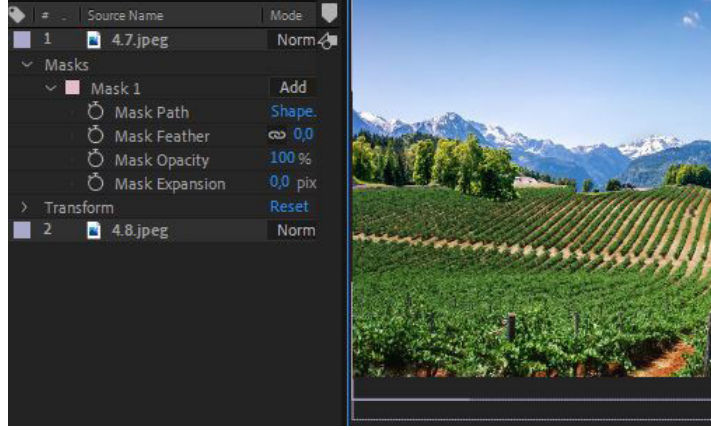 # . Source Name Mode
1 4.7.jpeg Norm
Masks
Mask 1 Add
Mask Path Shape.
Mask Feather 0,0
Mask Opacity 100 %
Mask Expansion 0,0 pix
Transform Reset
2 4.8.jpeg Norm